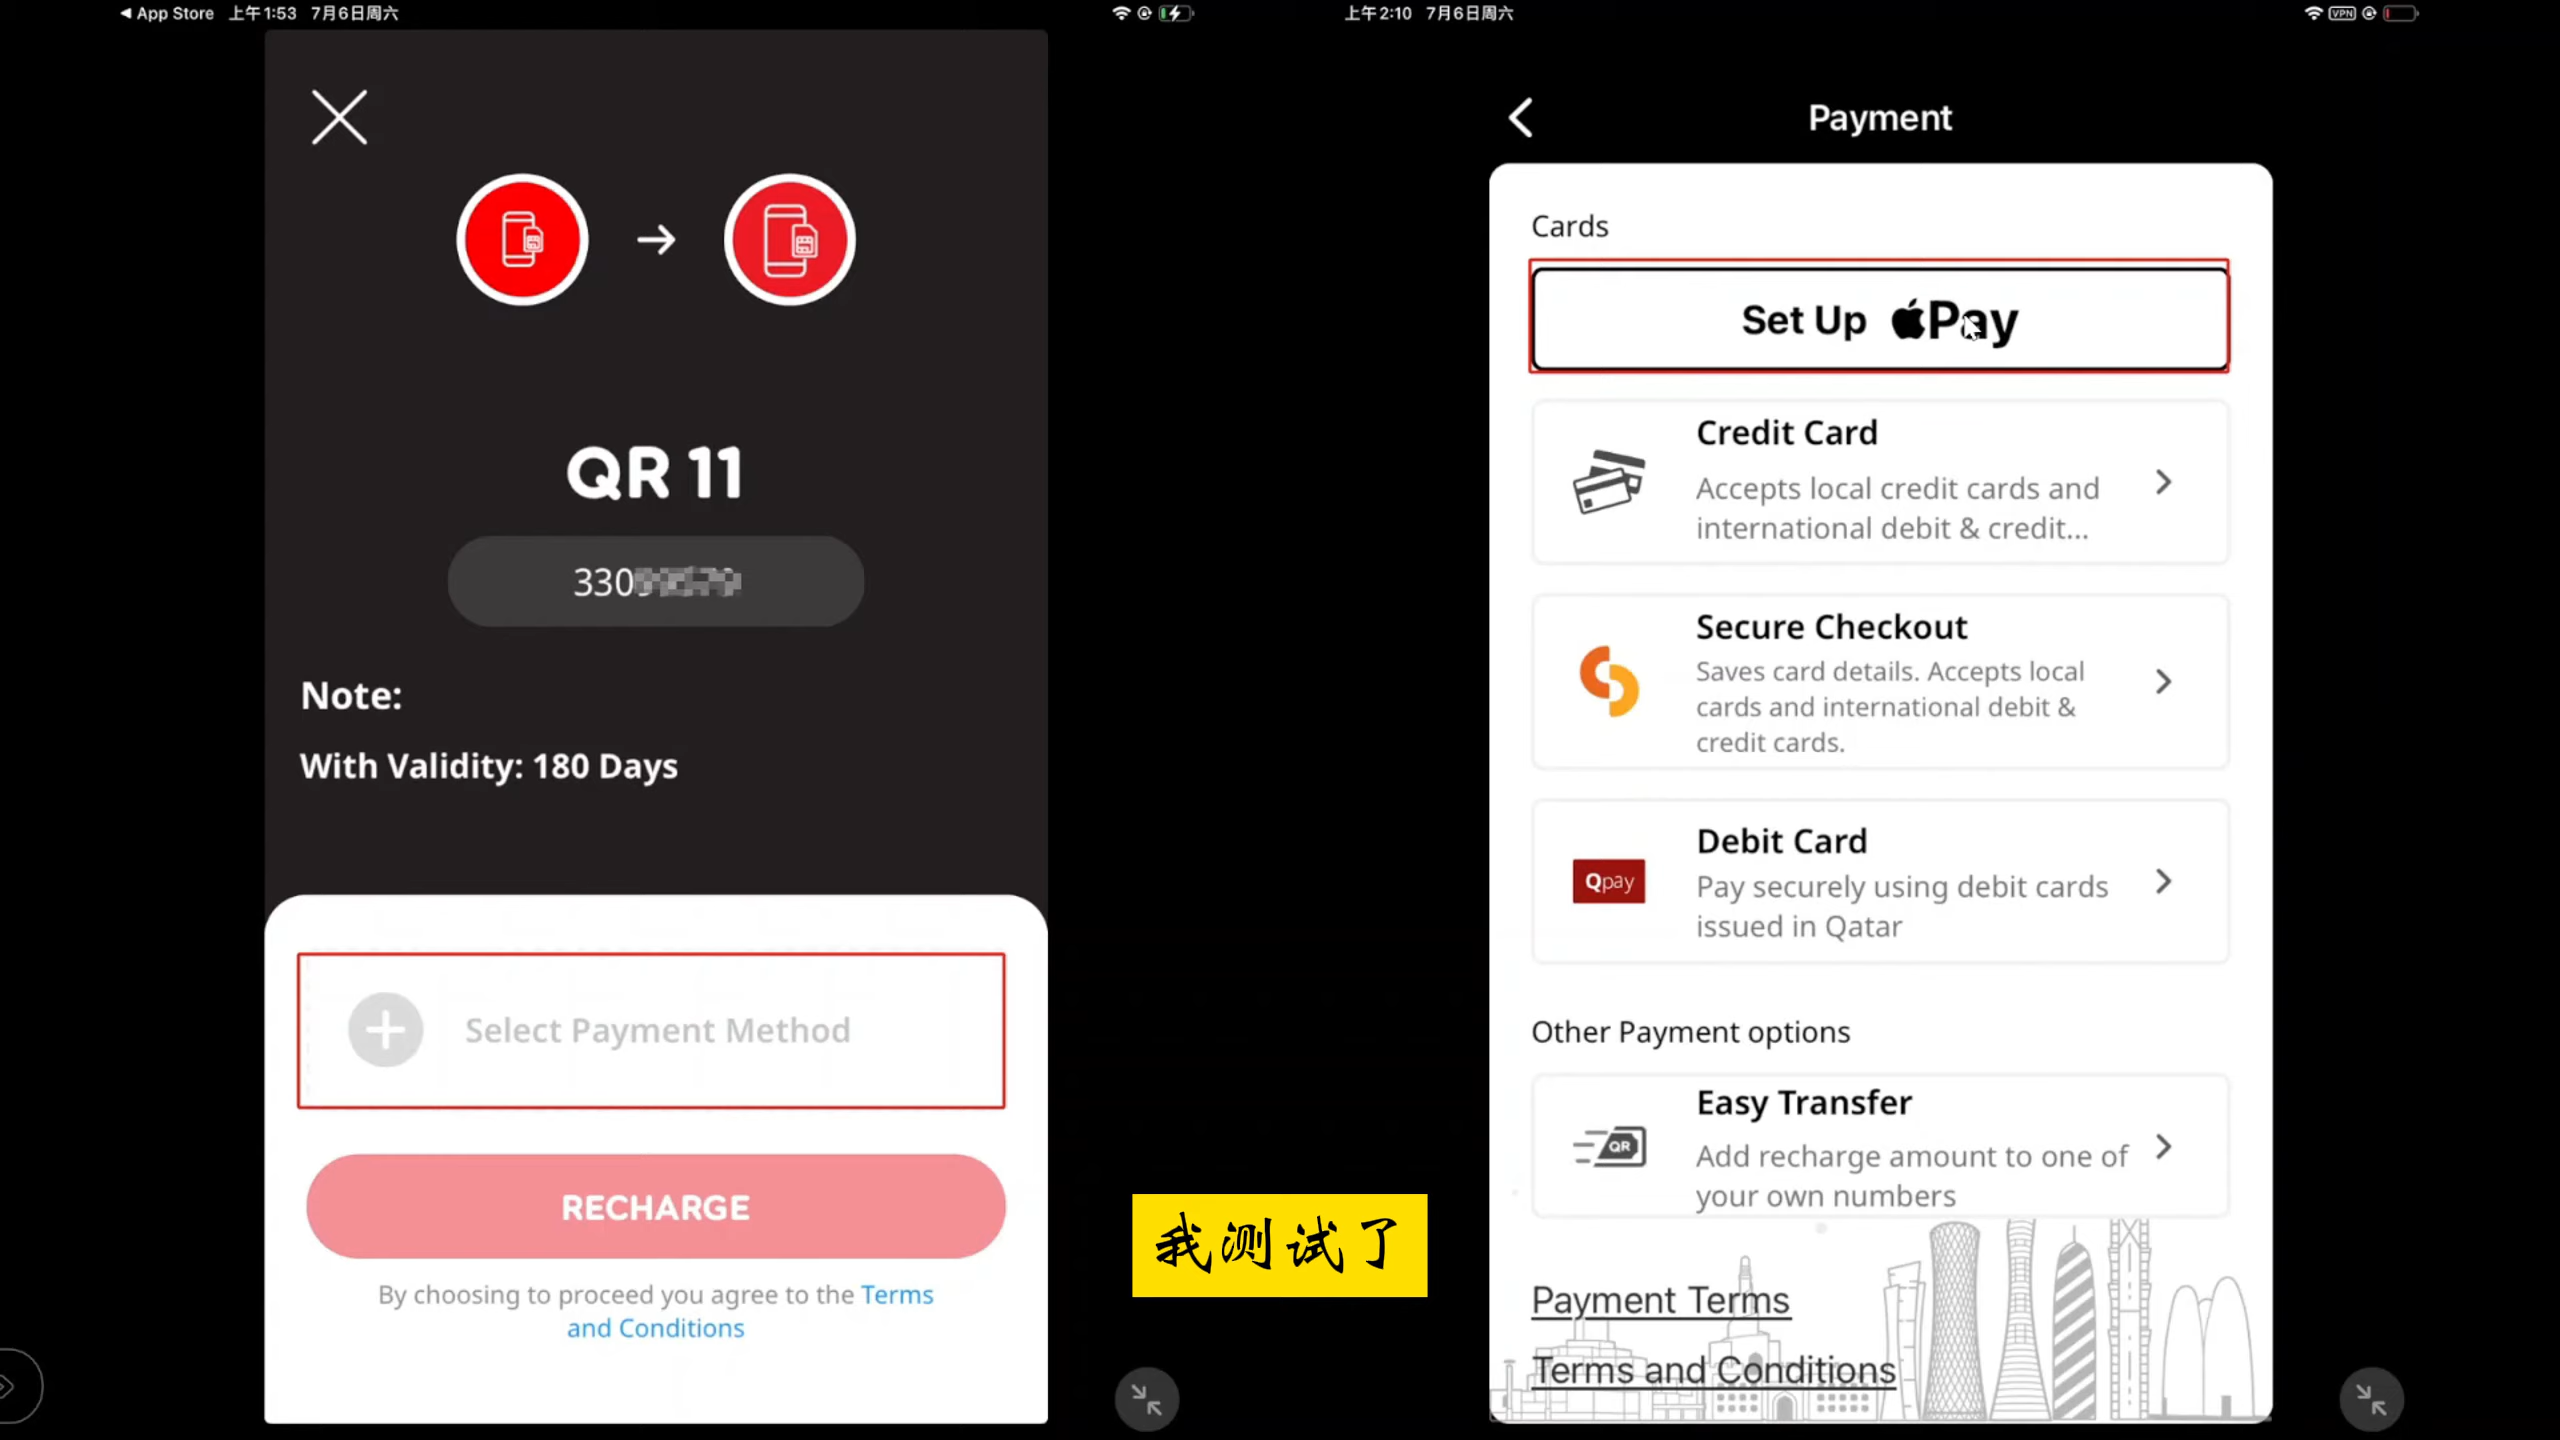 App Store 上午1:53 7月6日周六
QR 11
330
Note:
With Validity: 180 Days
Select Payment Method
RECHARGE
By choosing to proceed you agree to the Terms
and Conditions
我测试了
上午2:10 7月6日周六
VPN
Payment
Cards
Set Up Pay
Credit Card
Accepts local credit cards and
international debit & credit...
Secure Checkout
Saves card details. Accepts local
cards and international debit &
credit cards.
Qpay
Debit Card
Pay securely using debit cards
issued in Qatar
Other Payment options
QR
Easy Transfer
Add recharge amount to one of
your own numbers
Payment Terms
Terms and Conditions